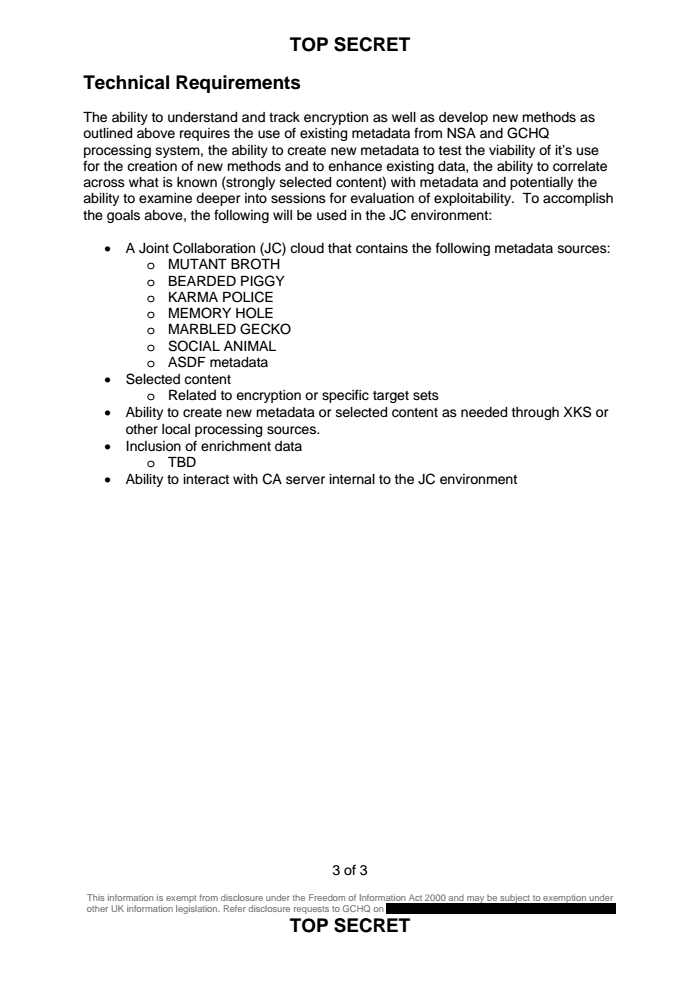 TOP SECRET
Technical Requirements
The ability to understand and track encryption as well as develop new methods as
outlined above requires the use of existing metadata from NSA and GCHQ
processing system, the ability to create new metadata to test the viability of it's use
for the creation of new methods and to enhance existing data, the ability to correlate
across what is known (strongly selected content) with metadata and potentially the
ability to examine deeper into sessions for evaluation of exploitability.  To accomplish
the goals above, the following will be used in the JC environment:
• A Joint Collaboration (JC) cloud that contains the following metadata sources:
o MUTANT BROTH
o BEARDED PIGGY
o KARMA POLICE
o MEMORY HOLE
o MARBLED GECKO
o SOCIAL ANIMAL
o ASDF metadata
• Selected content
o Related to encryption or specific target sets
• Ability to create new metadata or selected content as needed through XKS or
other local processing sources.
• Inclusion of enrichment data
o TBD
• Ability to interact with CA server internal to the JC environment
3 of 3
This information is exempt from disclosure under the Freedom of Information Act 2000 and may be subject to exemption under
other UK information legislation. Refer disclosure requests to GCHQ on
TOP SECRET